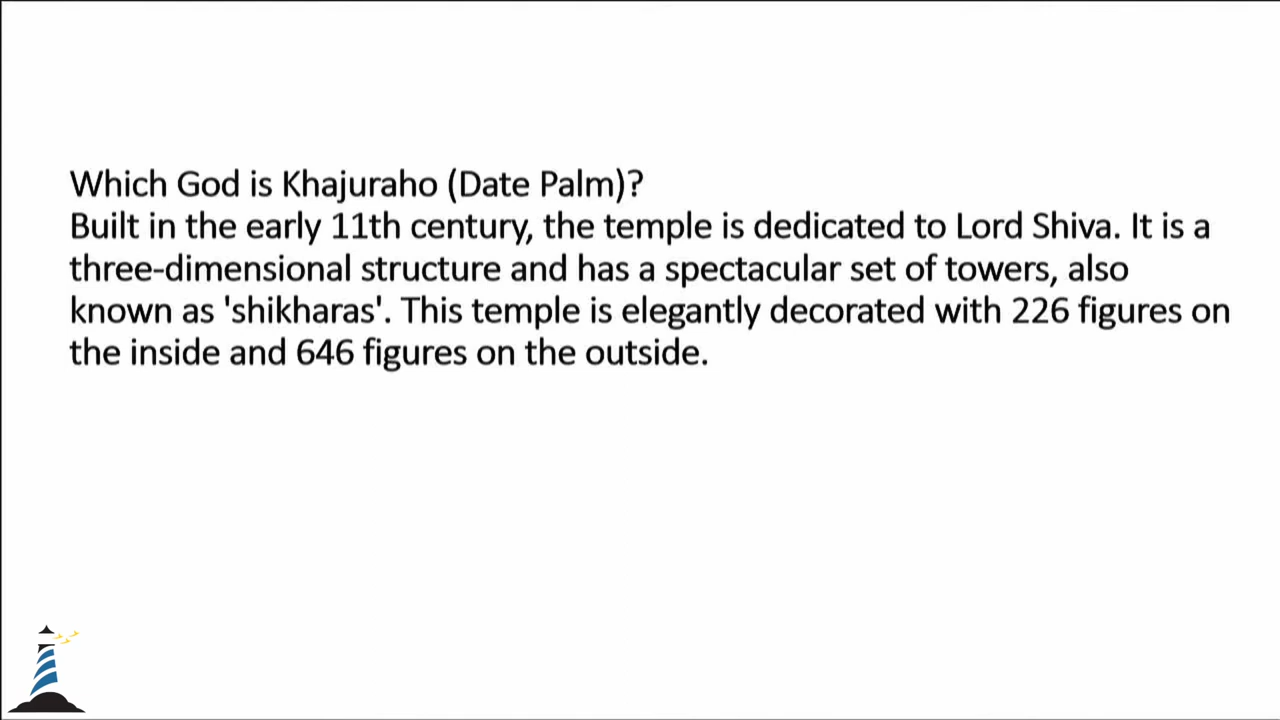 Which God is Khajuraho (Date Palm)?
Built in the early 11th century, the temple is dedicated to Lord Shiva. It is a
three-dimensional structure and has a spectacular set of towers, also
known as 'shikharas'. This temple is elegantly decorated with 226 figures on
the inside and 646 figures on the outside.